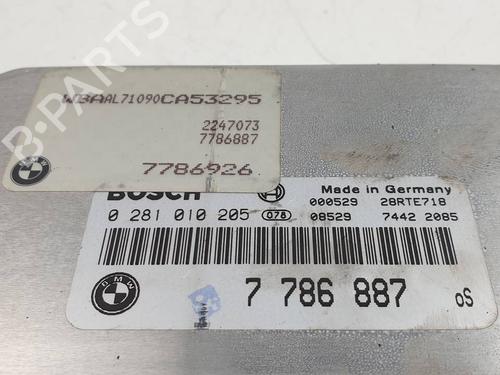 WBAAL71090CA53295
2247073
7786887
7786926
BOSCH
Made in Germany
000529 28RTE718
0 281 010 205 078 08529 7442 2085
BMW
7 786 887 oS
B-PARTS